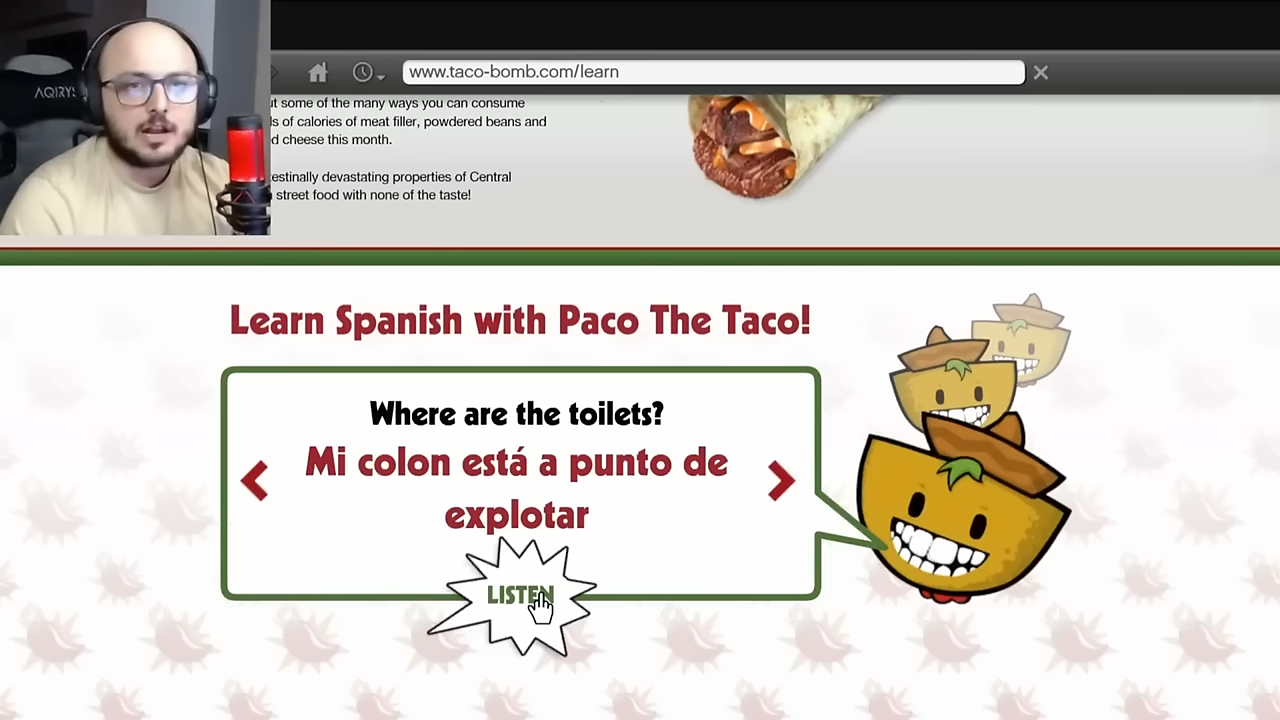 AQIRYS
www.taco-bomb.com/learn
some of the many ways you can consume
of calories of meat filler, powdered beans and
cheese this month.
devastating properties of Central
street food with none of the taste!
Learn Spanish with Paco The Taco!
Where are the toilets?
Mi colon está a punto de
explotar
LISTEN